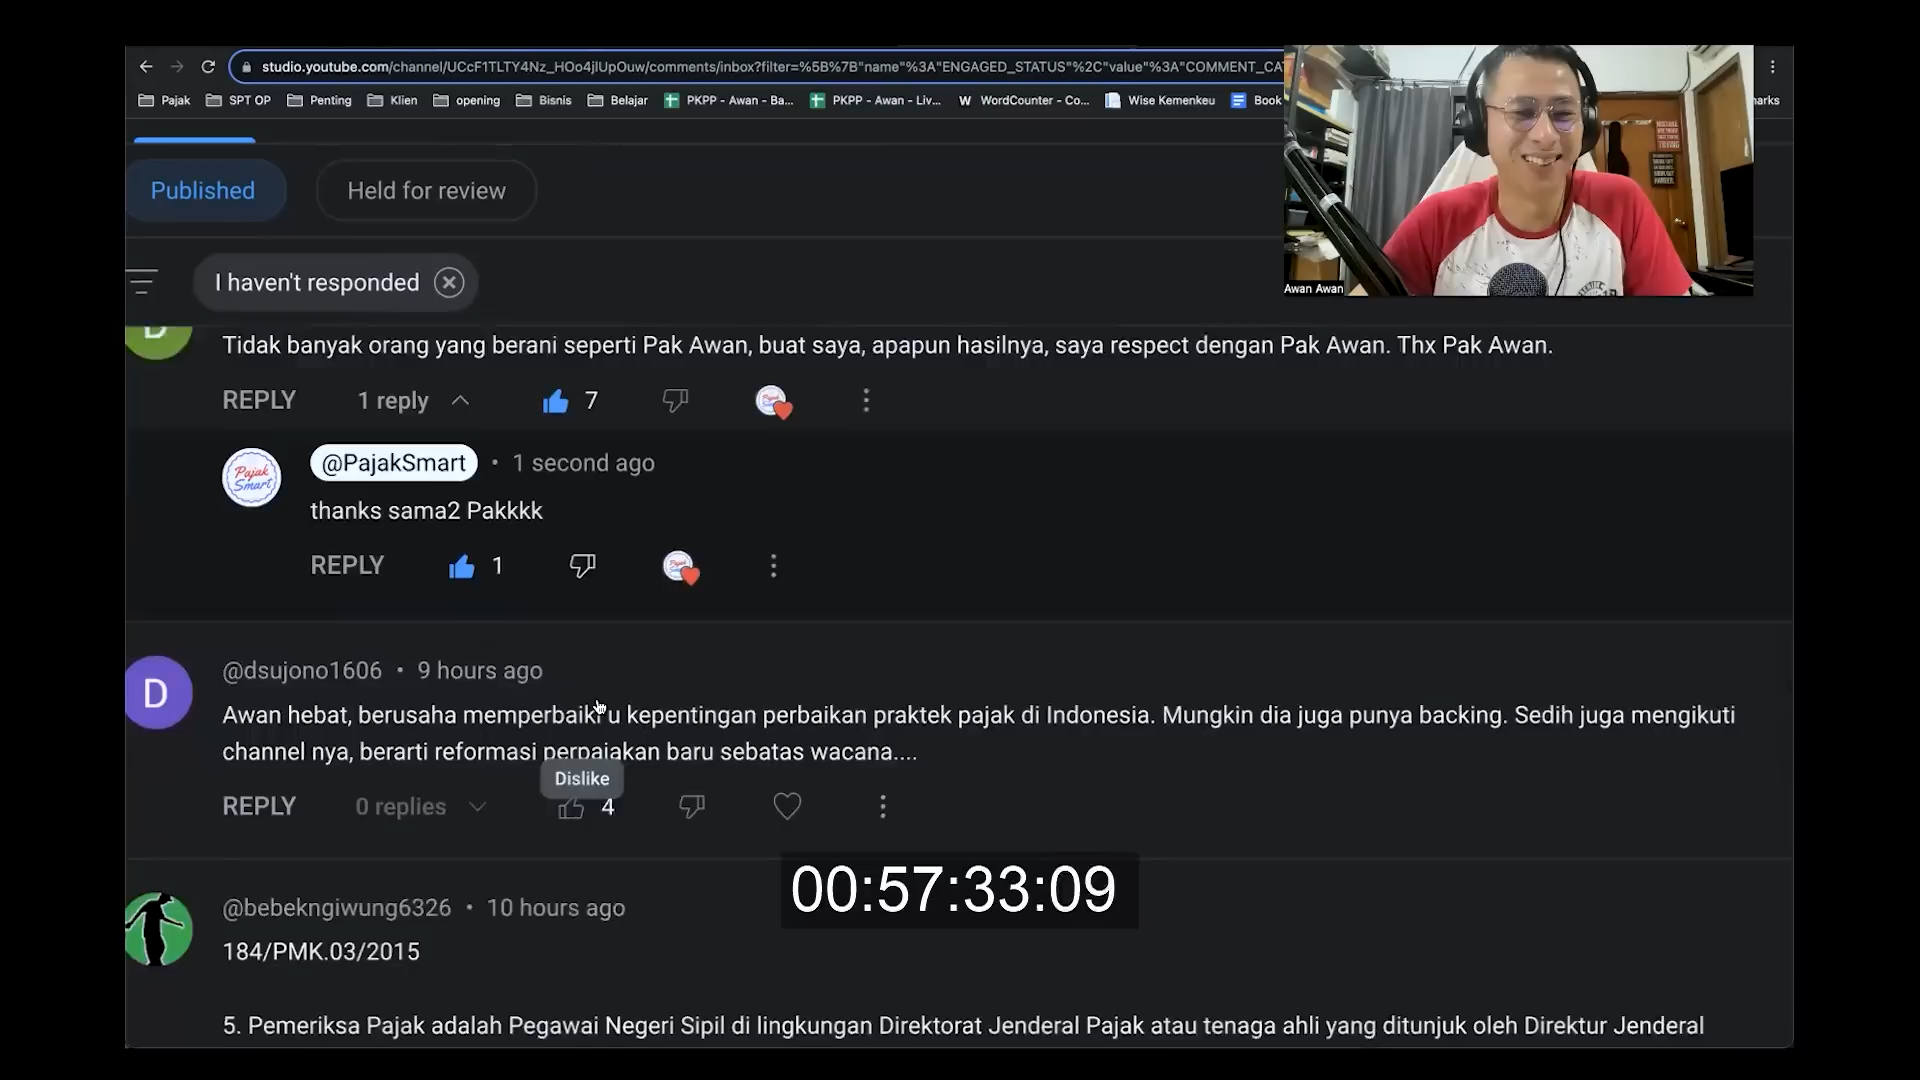 studio.youtube.com/channel/UCcF1TLTY4Nz_HOo4jlUpOuw/comments/inbox?filter=%5B%7B"name"%3A"ENGAGED_STATUS"%2C"value"%3A"COMMENT_CA
Pajak SPT OP Penting Klien opening Bisnis Belajar PKPP - Awan - Ba... PKPP - Awan - Liv... WordCounter - Co... Wise Kemenkeu Book arks
Awan Awan
Published Held for review
I haven't responded
Tidak banyak orang yang berani seperti Pak Awan, buat saya, apapun hasilnya, saya respect dengan Pak Awan. Thx Pak Awan.
REPLY 1 reply 7
Pajak Smart
@PajakSmart • 1 second ago
thanks sama2 Pakkkk
REPLY 1
D
@dsujono1606 • 9 hours ago
Awan hebat, berusaha memperbaiki u kepentingan perbaikan praktek pajak di Indonesia. Mungkin dia juga punya backing. Sedih juga mengikuti
channel nya, berarti reformasi perpajakan baru sebatas wacana....
Dislike
REPLY 0 replies 4
00:57:33:09
@bebekngiwung6326 • 10 hours ago
184/PMK.03/2015
5. Pemeriksa Pajak adalah Pegawai Negeri Sipil di lingkungan Direktorat Jenderal Pajak atau tenaga ahli yang ditunjuk oleh Direktur Jenderal